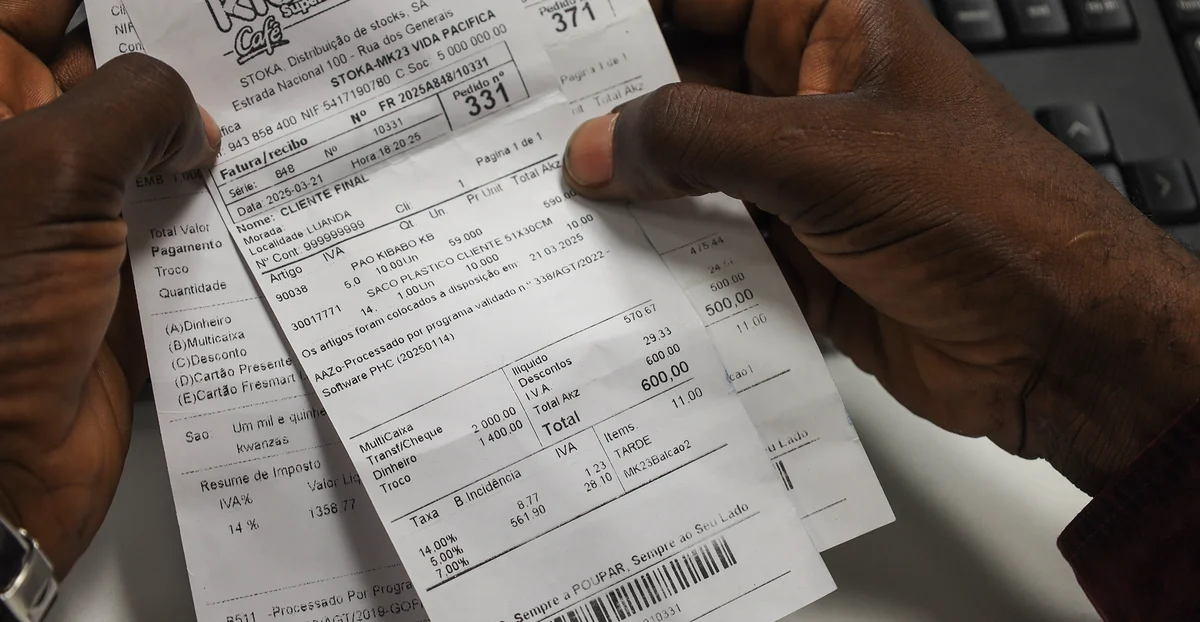 Café
STOKA. Distribuição de stocks, SA
Estrada Nacional 100 - Rua dos Generais
STOKA-MK23 VIDA PACIFICA
943 858 400 NIF 5417190780 C Soc 5 000 000 00
Fatura/recibo Nº FR 2025A848/10331
Série: 848 Nº 10331
Pedido nº
331
Data 2025-03-21 Hora.18.20.25
Nome: CLIENTE FINAL
Pagina 1 de 1
Morada:
Localidade LUANDA
Nº Cont: 999999999 Cli 1
Artigo IVA Qt Un Pr Unit Total Akz
90038 PAO KIBABO KB 590.00
5.0 10.00Un 59.000
30017771 SACO PLASTICO CLIENTE 51X30CM 10.00
14. 1.00Un 10.000
Os artigos foram colocados à disposição em: 21.03.2025
AAZo-Processado por programa validado n.º 338/AGT/2022 -
Software PHC (20250114)
Iliquido 570.67
Descontos
I.V.A. 29.33
Total Akz 600.00
Total 600,00
MultiCaixa
Transf/Cheque
Dinheiro 2 000.00
Troco 1 400.00
Taxa B Incidência IVA
14.00% 8.77 1.23
5.00% 561.90 28.10
7,00%
Items 11.00
TARDE
MK23Balcao2
Sempre a POUPAR, Sempre ao Seu Lado
Pedido nº
371
Pagina 1 de 1
Total Akz
500.00
500,00
11.00
u Lado
NIF
Total Valor
Pagamento
Troco
Quantidade
(A)Dinheiro
(B)Multicaixa
(C)Desconto
(D)Cartão Presente
(E)Cartão Fresmart
Sao: Um mil e quinhe
kwanzas
Resume de Imposto
IVA% Valor Liq
14 % 1358.77
-Processado Por Progra